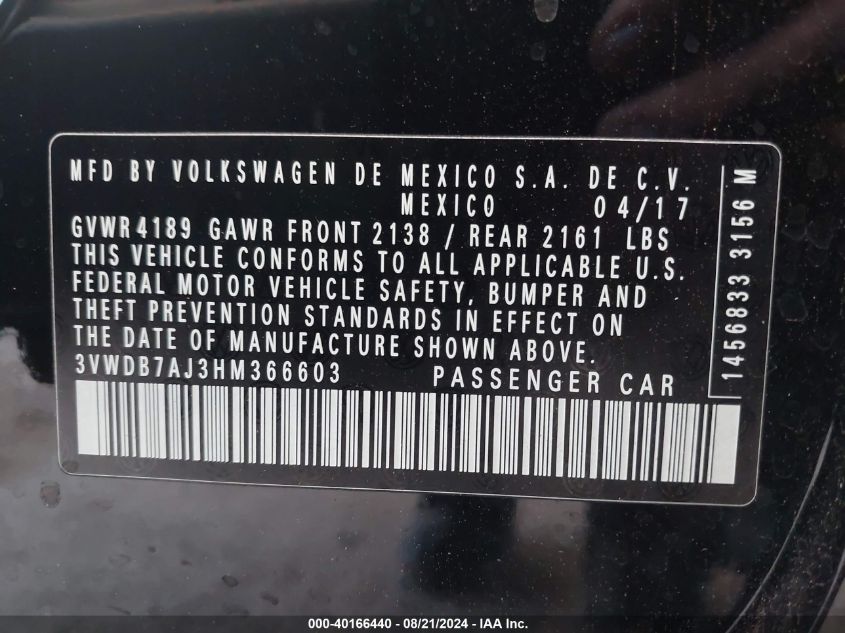 MFD BY VOLKSWAGEN DE MEXICO S.A. DE C.V.
MEXICO 04/17
GVWR 4189 GAWR FRONT 2138 / REAR 2161 LBS
THIS VEHICLE CONFORMS TO ALL APPLICABLE U.S.
FEDERAL MOTOR VEHICLE SAFETY, BUMPER AND
THEFT PREVENTION STANDARDS IN EFFECT ON
THE DATE OF MANUFACTURE SHOWN ABOVE.
3VWDB7AJ3HM366603 PASSENGER CAR
1456833 3156 M
000-40166440 - 08/21/2024 - IAA Inc.